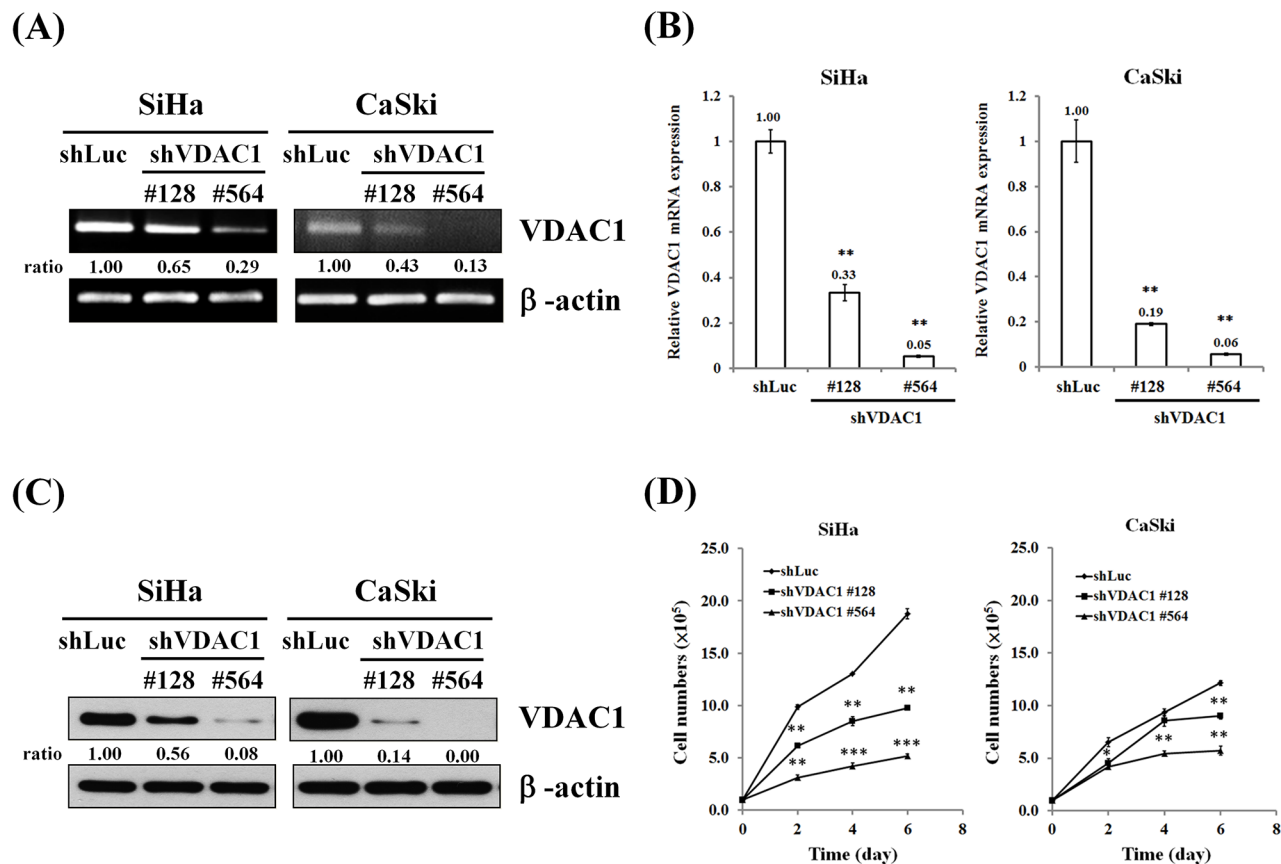 (A)
SiHa
CaSki
shLuc shVDAC1
shLuc shVDAC1
#128 #564
#128 #564
VDAC1
ratio 1.00 0.65 0.29
1.00 0.43 0.13
β -actin
(B)
SiHa
Relative VDAC1 mRNA expression
1.2
1
0.8
0.6
0.4
0.2
0
1.00
**
0.33
**
0.05
shLuc #128 #564
shVDAC1
CaSki
Relative VDAC1 mNRA expression
1.2
1
0.8
0.6
0.4
0.2
0
1.00
**
0.19
**
0.06
shLuc #128 #564
shVDAC1
(C)
SiHa
CaSki
shLuc shVDAC1
shLuc shVDAC1
#128 #564
#128 #564
VDAC1
ratio 1.00 0.56 0.08
1.00 0.14 0.00
β -actin
(D)
SiHa
Cell numbers (×10⁵)
25.0
20.0
15.0
10.0
5.0
0.0
shLuc
shVDAC1 #128
shVDAC1 #564
** ** **
** *** ***
0 2 4 6 8
Time (day)
CaSki
Cell numbers (×10⁵)
25.0
20.0
15.0
10.0
5.0
0.0
shLuc
shVDAC1 #128
shVDAC1 #564
**
* ** **
0 2 4 6 8
Time (day)